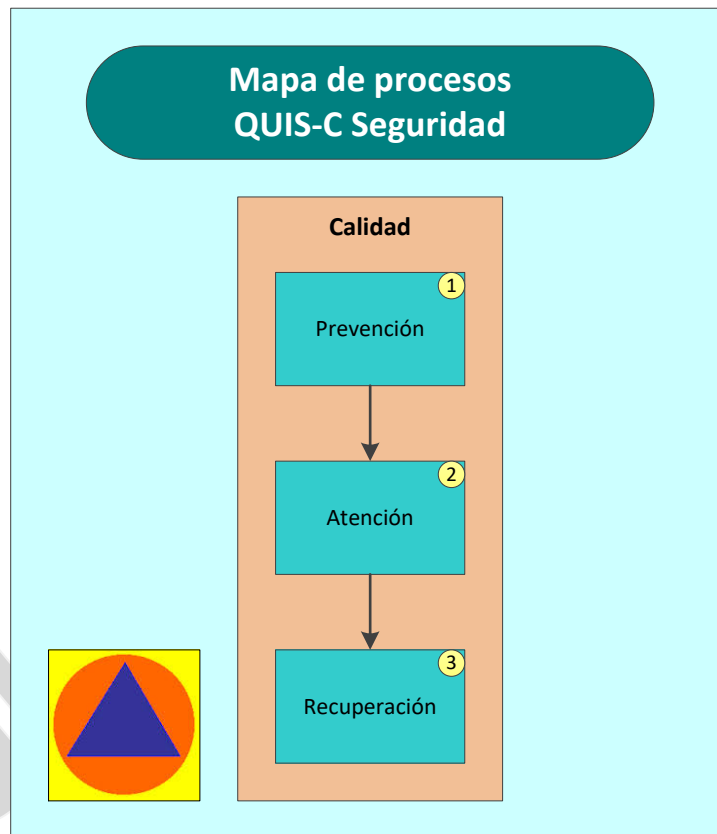 Mapa de procesos
QUIS-C Seguridad
Calidad
1
Prevención
2
Atención
3
Recuperación